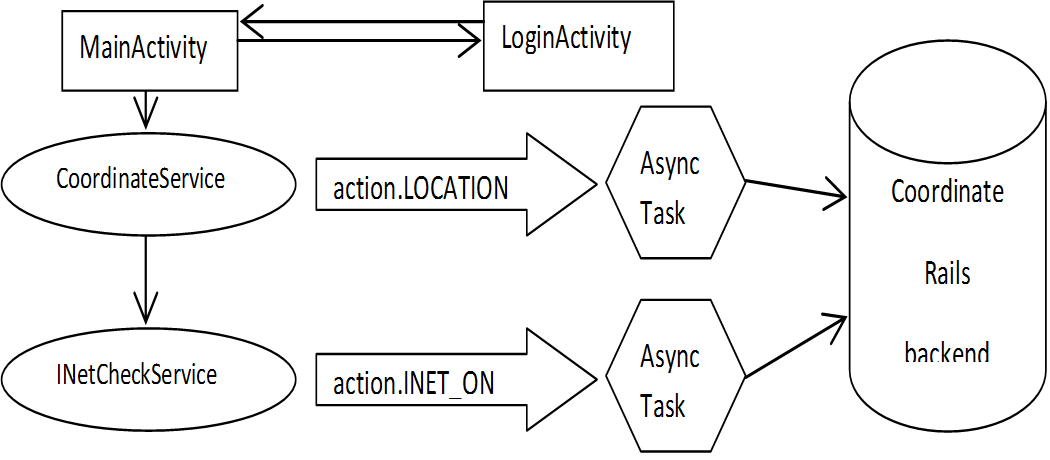 MainActivity
LoginActivity
CoordinateService
action.LOCATION
Async
Task
Coordinate
Rails
backend
INetCheckService
action.INET_ON
Async
Task